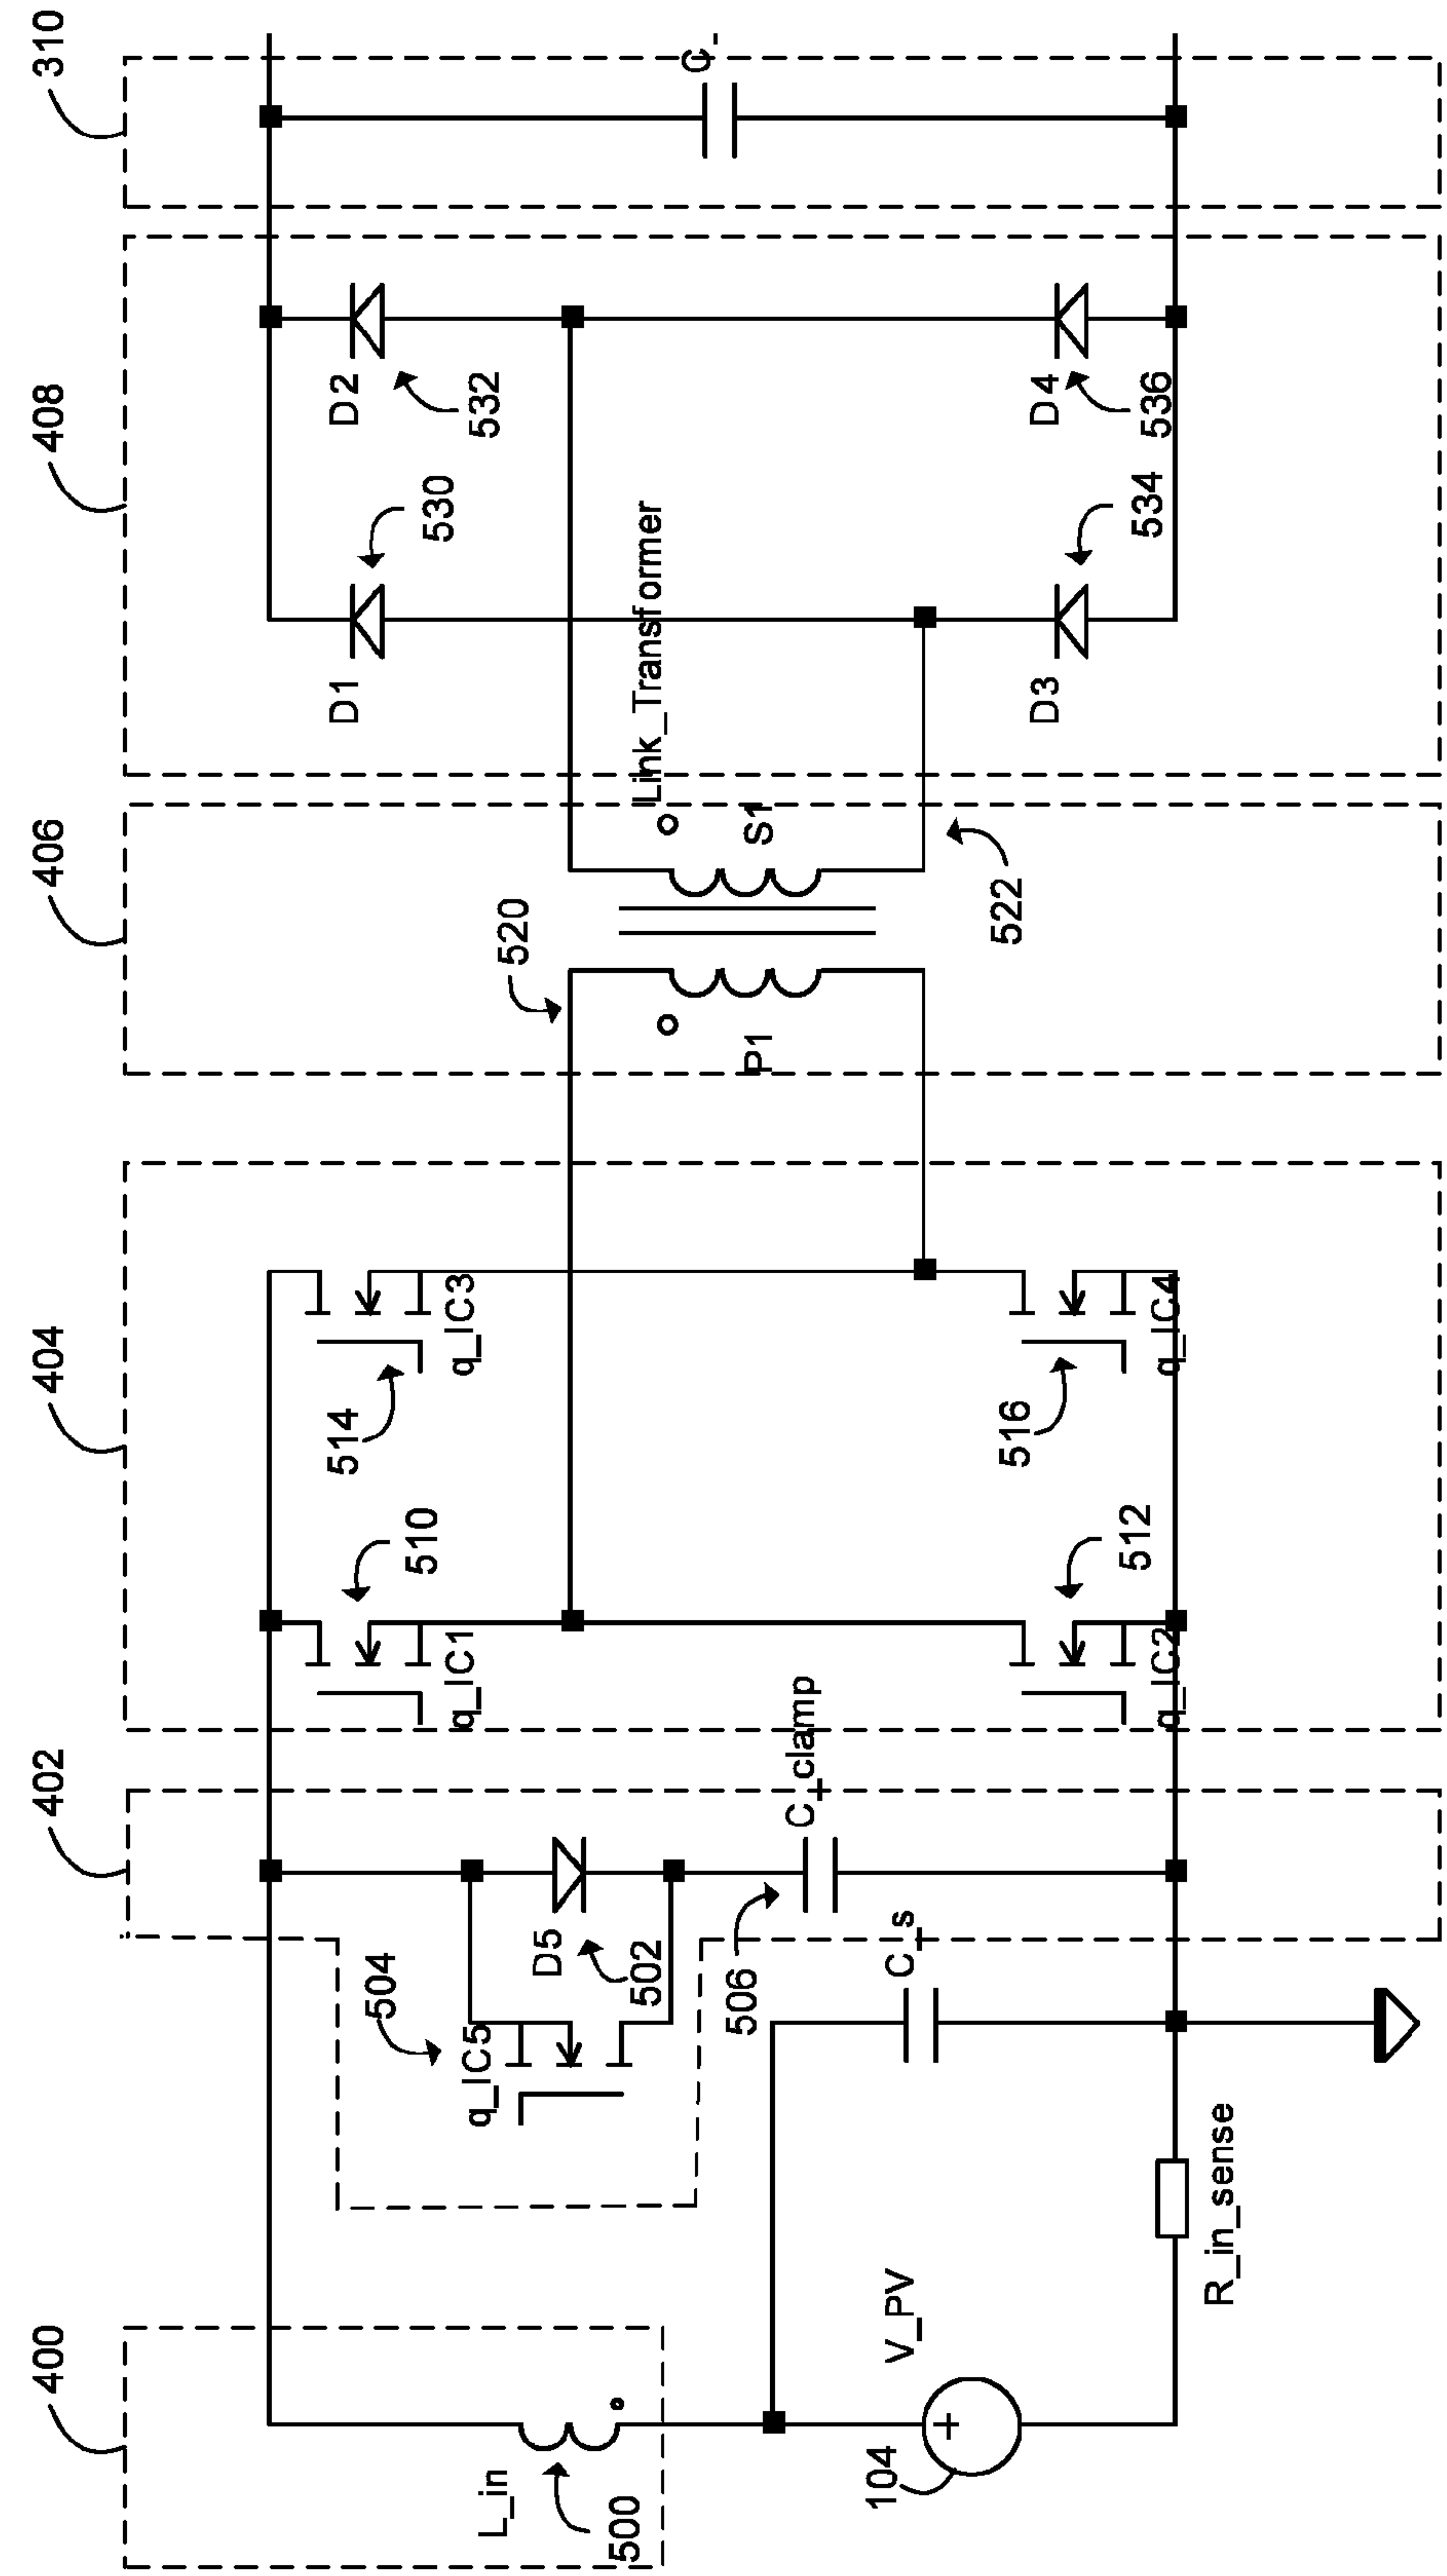 400
402
404
406
408
310
L_in
500
V_PV
104
R_in_sense
C_s
q_IC5
504
D5
502
506
C_clamp
q_IC1
510
q_IC2
512
q_IC3
514
q_IC4
516
520
P1
S1
522
Link_Transformer
D1
530
D2
532
D3
534
D4
536
C_